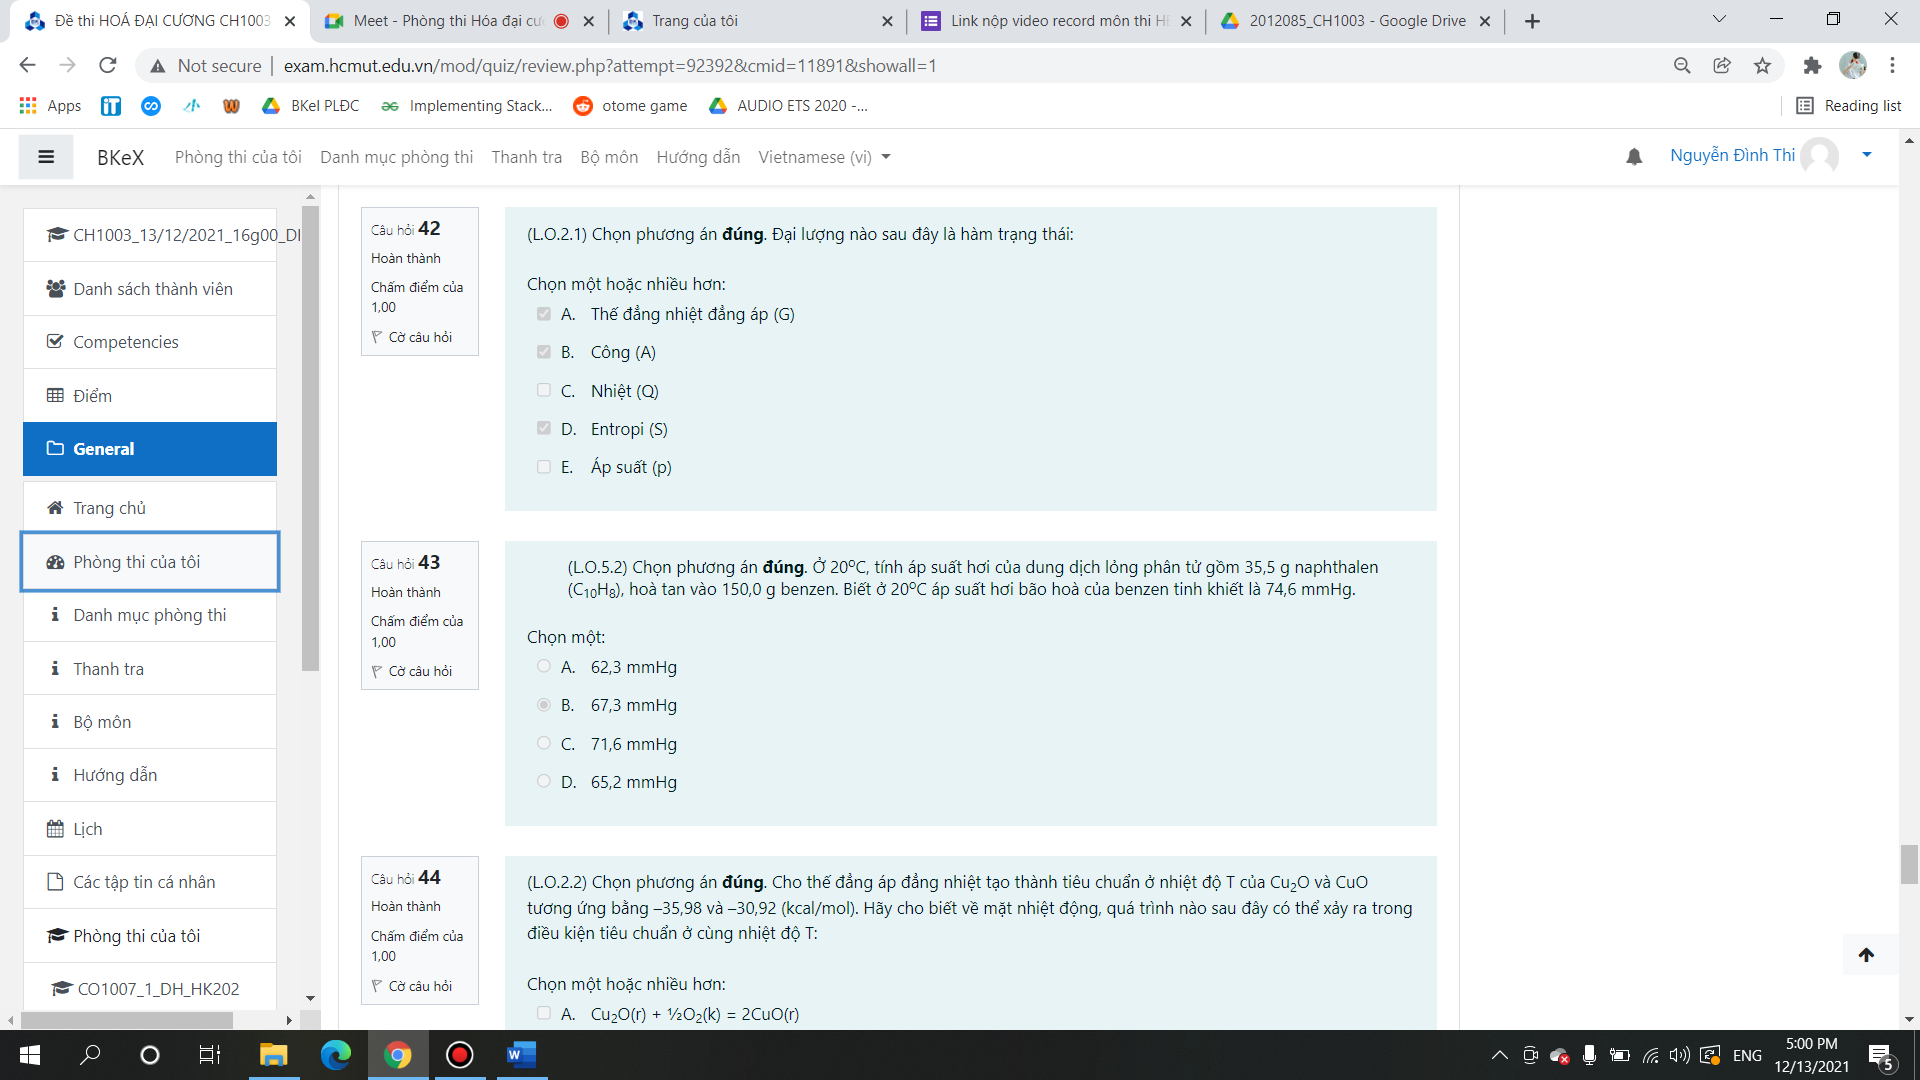 Đề thi HOÁ ĐẠI CƯƠNG CH1003
Meet - Phòng thi Hóa đại cư
Trang của tôi
Link nộp video record môn thi H
2012085_CH1003 - Google Drive
Not secure
exam.hcmut.edu.vn/mod/quiz/review.php?attempt=92392&cmid=11891&showall=1
Apps
BKel PLĐC
Implementing Stack...
otome game
AUDIO ETS 2020 -...
Reading list
BKeX
Phòng thi của tôi
Danh mục phòng thi
Thanh tra
Bộ môn
Hướng dẫn
Vietnamese (vi)
Nguyễn Đình Thi
CH1003_13/12/2021_16g00_DI
Danh sách thành viên
Competencies
Điểm
General
Trang chủ
Phòng thi của tôi
Danh mục phòng thi
Thanh tra
Bộ môn
Hướng dẫn
Lịch
Các tập tin cá nhân
Phòng thi của tôi
CO1007_1_DH_HK202
Câu hỏi 42
Hoàn thành
Chấm điểm của
1,00
Cờ câu hỏi
(L.O.2.1) Chọn phương án đúng. Đại lượng nào sau đây là hàm trạng thái:
Chọn một hoặc nhiều hơn:
A. Thế đẳng nhiệt đẳng áp (G)
B. Công (A)
C. Nhiệt (Q)
D. Entropi (S)
E. Áp suất (p)
Câu hỏi 43
Hoàn thành
Chấm điểm của
1,00
Cờ câu hỏi
(L.O.5.2) Chọn phương án đúng. Ở 20⁰C, tính áp suất hơi của dung dịch lỏng phân tử gồm 35,5 g naphthalen
(C₁₀H₈), hoà tan vào 150,0 g benzen. Biết ở 20⁰C áp suất hơi bão hoà của benzen tinh khiết là 74,6 mmHg.
Chọn một:
A. 62,3 mmHg
B. 67,3 mmHg
C. 71,6 mmHg
D. 65,2 mmHg
Câu hỏi 44
Hoàn thành
Chấm điểm của
1,00
Cờ câu hỏi
(L.O.2.2) Chọn phương án đúng. Cho thế đẳng áp đẳng nhiệt tạo thành tiêu chuẩn ở nhiệt độ T của Cu₂O và CuO
tương ứng bằng –35,98 và –30,92 (kcal/mol). Hãy cho biết về mặt nhiệt động, quá trình nào sau đây có thể xảy ra trong
điều kiện tiêu chuẩn ở cùng nhiệt độ T:
Chọn một hoặc nhiều hơn:
A. Cu₂O(r) + ½O₂(k) = 2CuO(r)
ENG
5:00 PM
12/13/2021
5